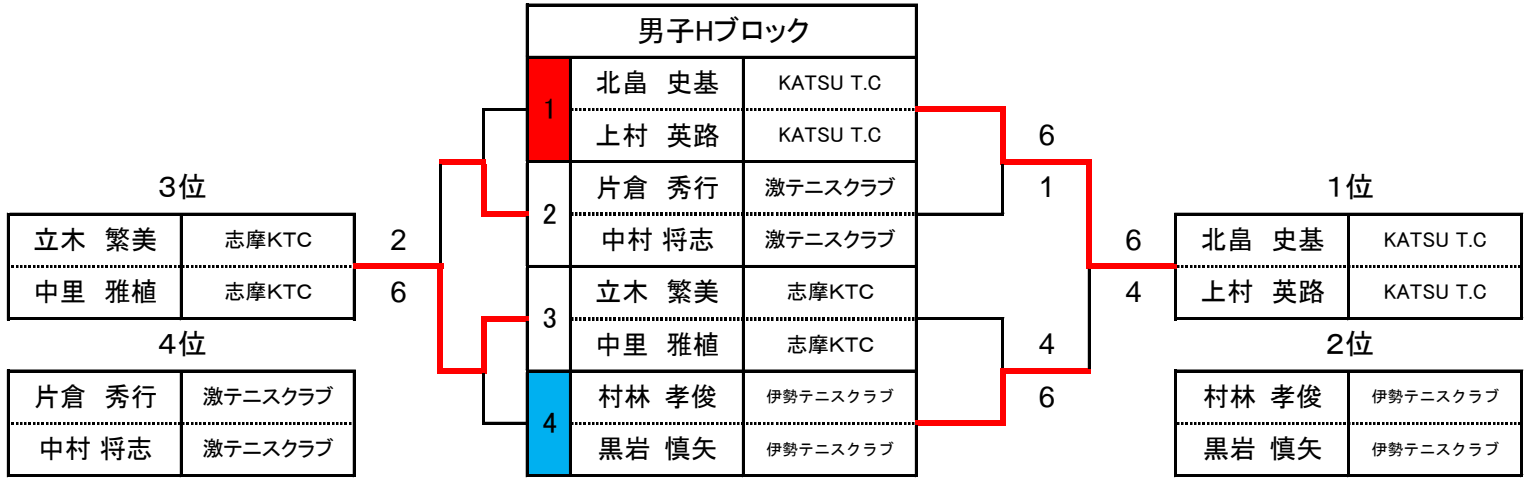 男子Hブロック
1
北畠 史基 KATSU T.C
上村 英路 KATSU T.C
2
片倉 秀行 激テニスクラブ
中村 将志 激テニスクラブ
3
立木 繁美 志摩KTC
中里 雅植 志摩KTC
4
村林 孝俊 伊勢テニスクラブ
黒岩 慎矢 伊勢テニスクラブ
3位
立木 繁美 志摩KTC
中里 雅植 志摩KTC
2
6
4位
片倉 秀行 激テニスクラブ
中村 将志 激テニスクラブ
6
1
4
6
6
4
1位
北畠 史基 KATSU T.C
上村 英路 KATSU T.C
2位
村林 孝俊 伊勢テニスクラブ
黒岩 慎矢 伊勢テニスクラブ